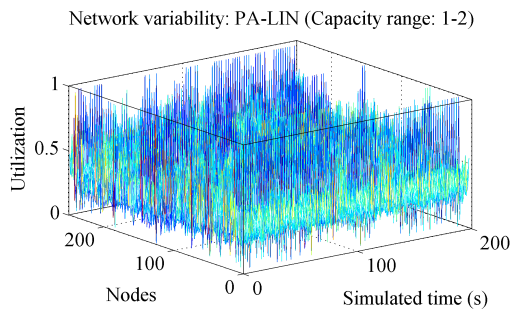 Network variability: PA-LIN (Capacity range: 1-2)
1
0.5
0
Utilization
200
100
0
Nodes
0
100
200
Simulated time (s)